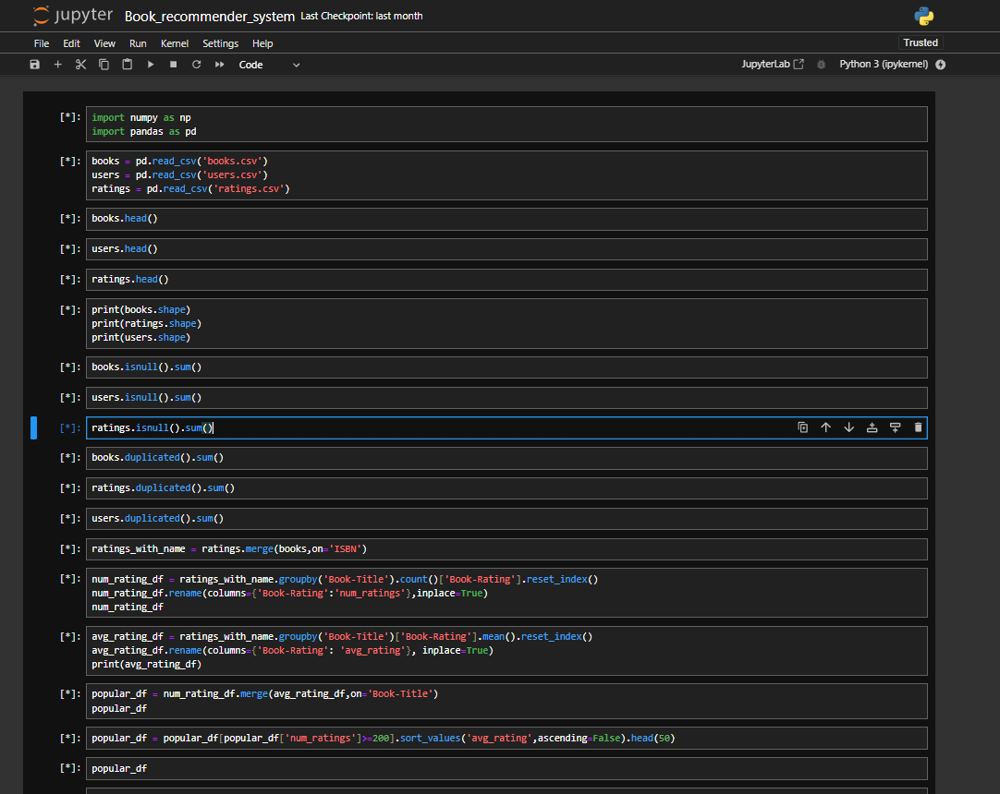 jupyter Book_recommender_system Last Checkpoint: last month
File Edit View Run Kernel Settings Help Trusted
Code JupyterLab Python 3 (ipykernel)
[*]: import numpy as np
import pandas as pd
[*]: books = pd.read_csv('books.csv')
users = pd.read_csv('users.csv')
ratings = pd.read_csv('ratings.csv')
[*]: books.head()
[*]: users.head()
[*]: ratings.head()
[*]: print(books.shape)
print(ratings.shape)
print(users.shape)
[*]: books.isnull().sum()
[*]: users.isnull().sum()
[*]: ratings.isnull().sum()
[*]: books.duplicated().sum()
[*]: ratings.duplicated().sum()
[*]: users.duplicated().sum()
[*]: ratings_with_name = ratings.merge(books,on='ISBN')
[*]: num_rating_df = ratings_with_name.groupby('Book-Title').count()['Book-Rating'].reset_index()
num_rating_df.rename(columns={'Book-Rating':'num_ratings'},inplace=True)
num_rating_df
[*]: avg_rating_df = ratings_with_name.groupby('Book-Title')['Book-Rating'].mean().reset_index()
avg_rating_df.rename(columns={'Book-Rating': 'avg_rating'}, inplace=True)
print(avg_rating_df)
[*]: popular_df = num_rating_df.merge(avg_rating_df,on='Book-Title')
popular_df
[*]: popular_df = popular_df[popular_df['num_ratings']>=200].sort_values('avg_rating',ascending=False).head(50)
[*]: popular_df